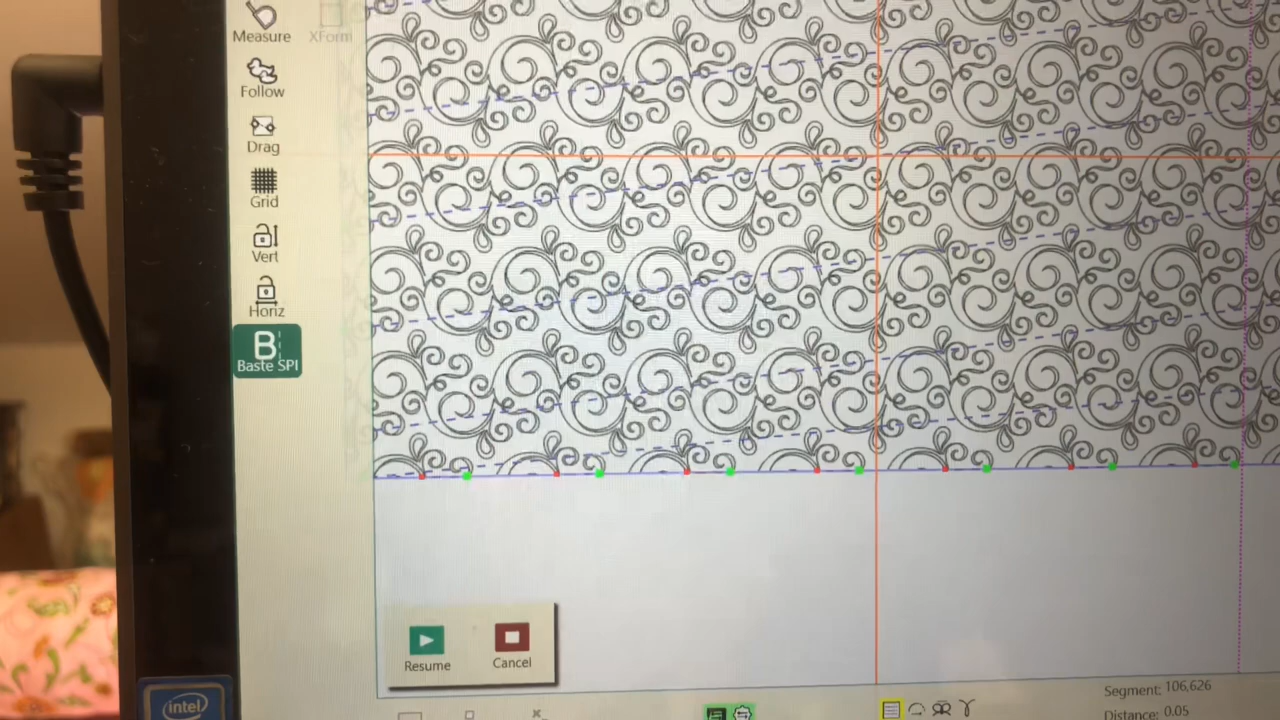 Measure
XForm
Follow
Drag
Grid
Vert
Horiz
B
Baste SPI
Resume
Cancel
Segment: 106,626
Distance: 0.05
intel